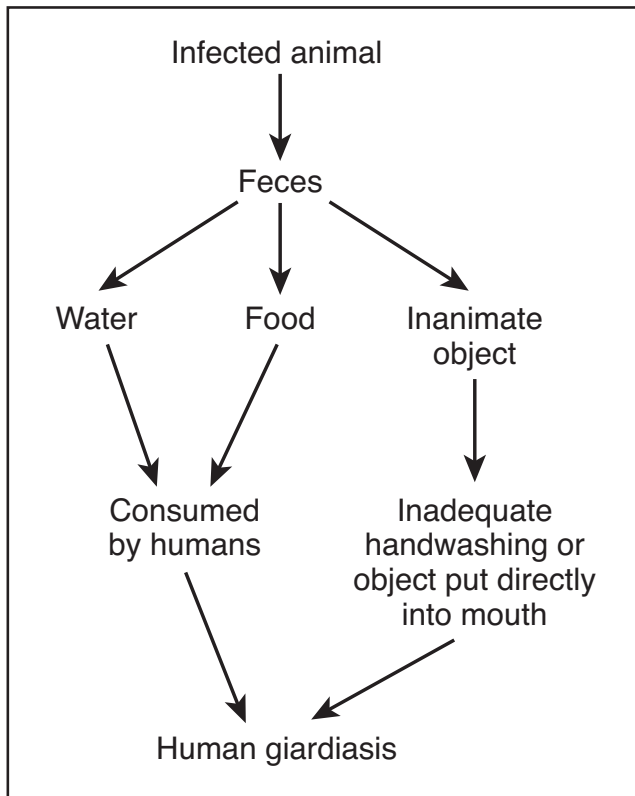 Infected animal
Feces
Water
Food
Inanimate
object
Consumed
by humans
Inadequate
handwashing or
object put directly
into mouth
Human giardiasis